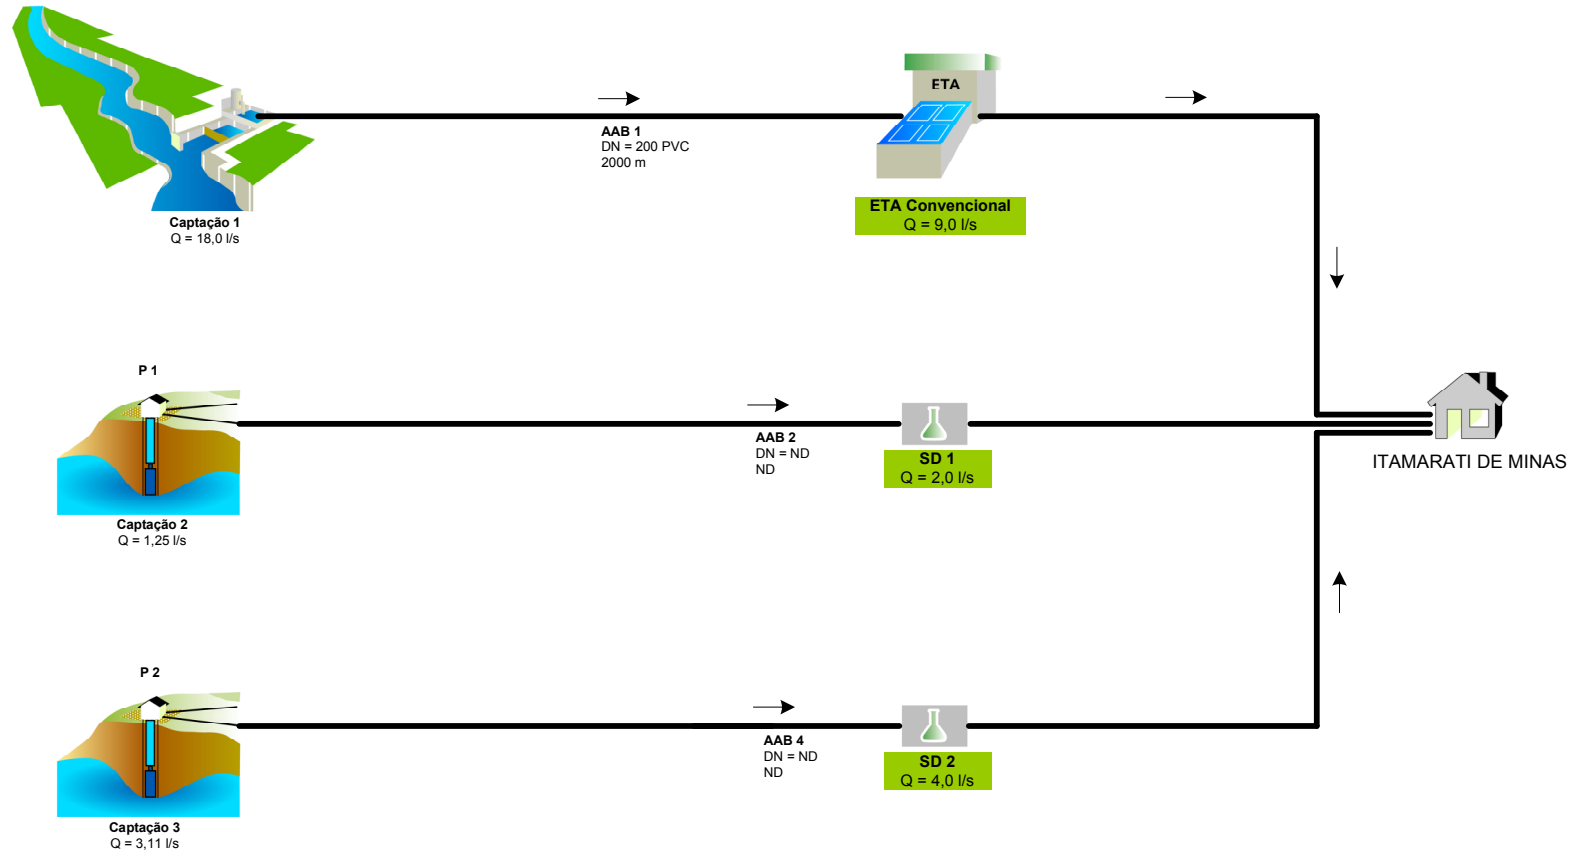 ETA
AAB 1
DN = 200 PVC
2000 m
ETA Convencional
Q = 9,0 l/s
Captação 1
Q = 18,0 l/s
P 1
AAB 2
DN = ND
ND
SD 1
Q = 2,0 l/s
ITAMARATI DE MINAS
Captação 2
Q = 1,25 l/s
P 2
AAB 4
DN = ND
ND
SD 2
Q = 4,0 l/s
Captação 3
Q = 3,11 l/s